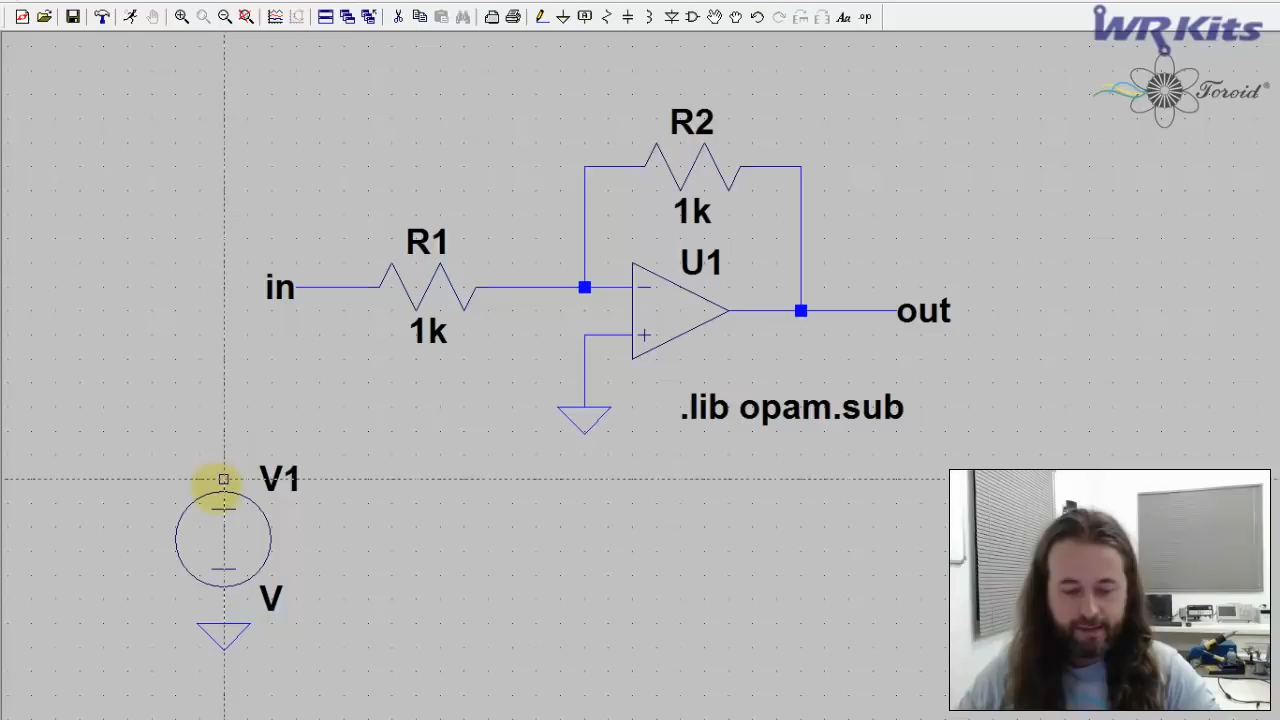 WR Kits
Toroid®
R2
1k
R1
U1
in
1k
out
.lib opam.sub
V1
V